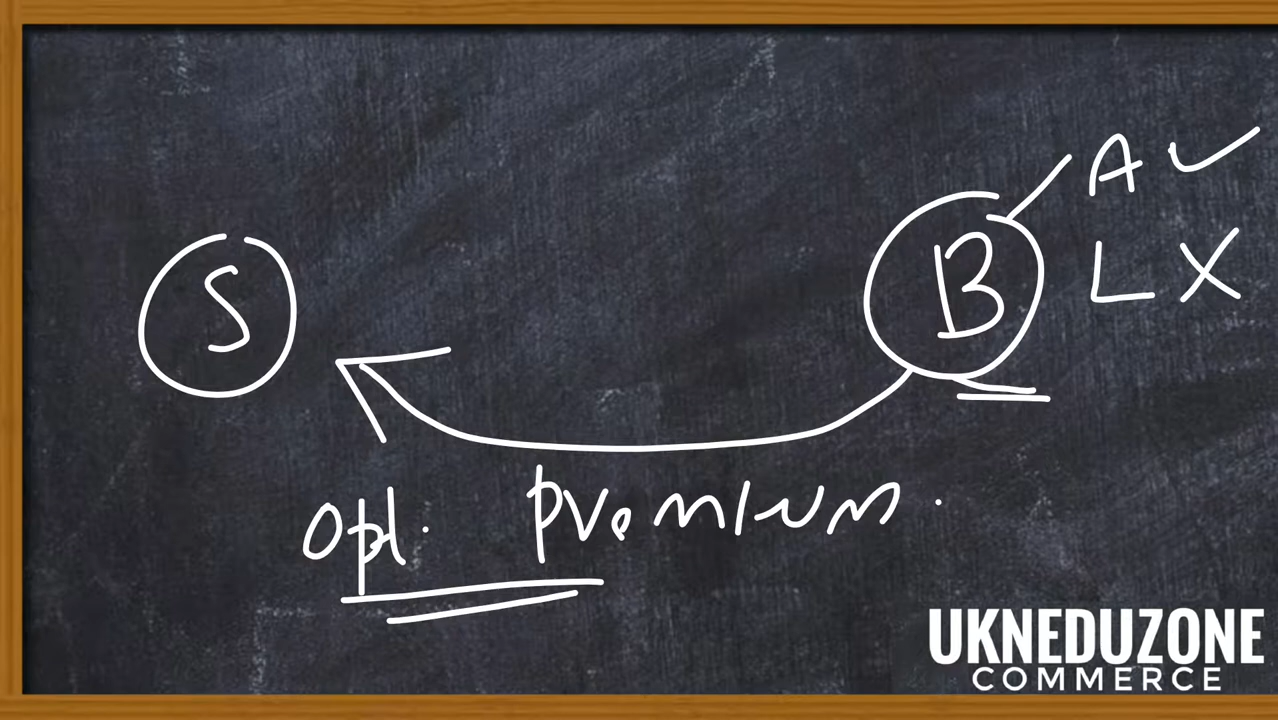 A ✓
S B
L X
opt. premium.
UKNEDUZONE
COMMERCE